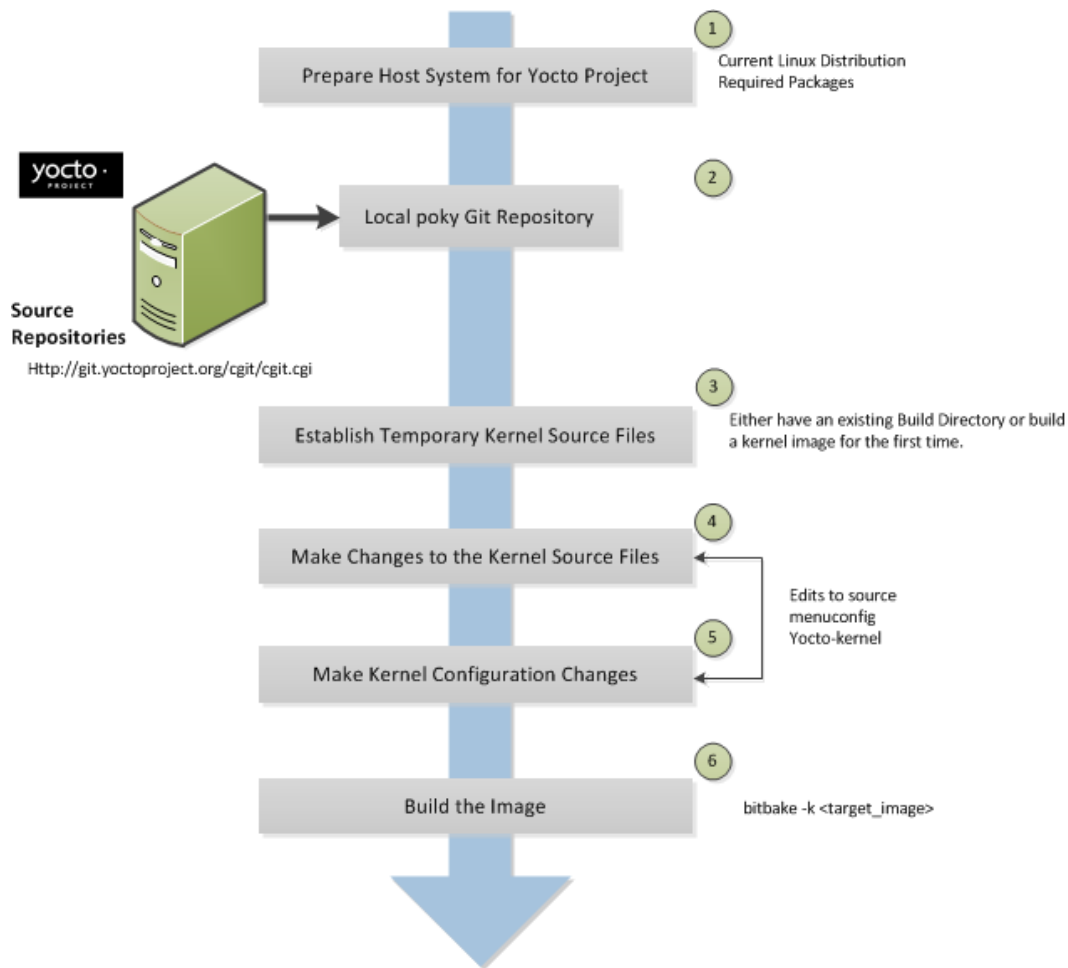 1
Prepare Host System for Yocto Project
Current Linux Distribution
Required Packages
yocto ·
PROJECT
2
Local poky Git Repository
Source
Repositories
Http://git.yoctoproject.org/cgit/cgit.cgi
3
Establish Temporary Kernel Source Files
Either have an existing Build Directory or build
a kernel image for the first time.
4
Make Changes to the Kernel Source Files
Edits to source
menuconfig
Yocto-kernel
5
Make Kernel Configuration Changes
6
Build the Image
bitbake -k <target_image>